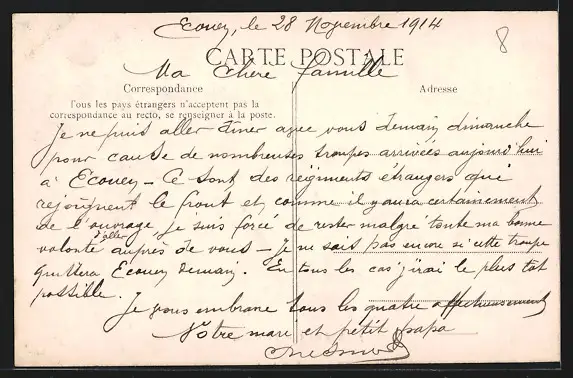 Ecouen, le 28 Novembre 1914
8
CARTE POSTALE
Ma chère famille
Correspondance
Adresse
Tous les pays étrangers n'acceptent pas la
correspondance au recto, se renseigner à la poste.
Je ne puis aller dîner avec vous demain dimanche
pour cause de nombreuses troupes arrivées aujourd'hui
à Ecouen - Ce sont des régiments étrangers qui
rejoignent le front et comme il y aura certainement
de l'ouvrage, je suis forcé de rester malgré toute ma bonne
volonté d'aller auprès de vous - Je ne sais pas encore si cette troupe
quittera Ecouen demain. En tous les cas j'irai le plus tôt
possible.
Je vous embrasse tous les quatre affectueusement
Votre mari et petit papa